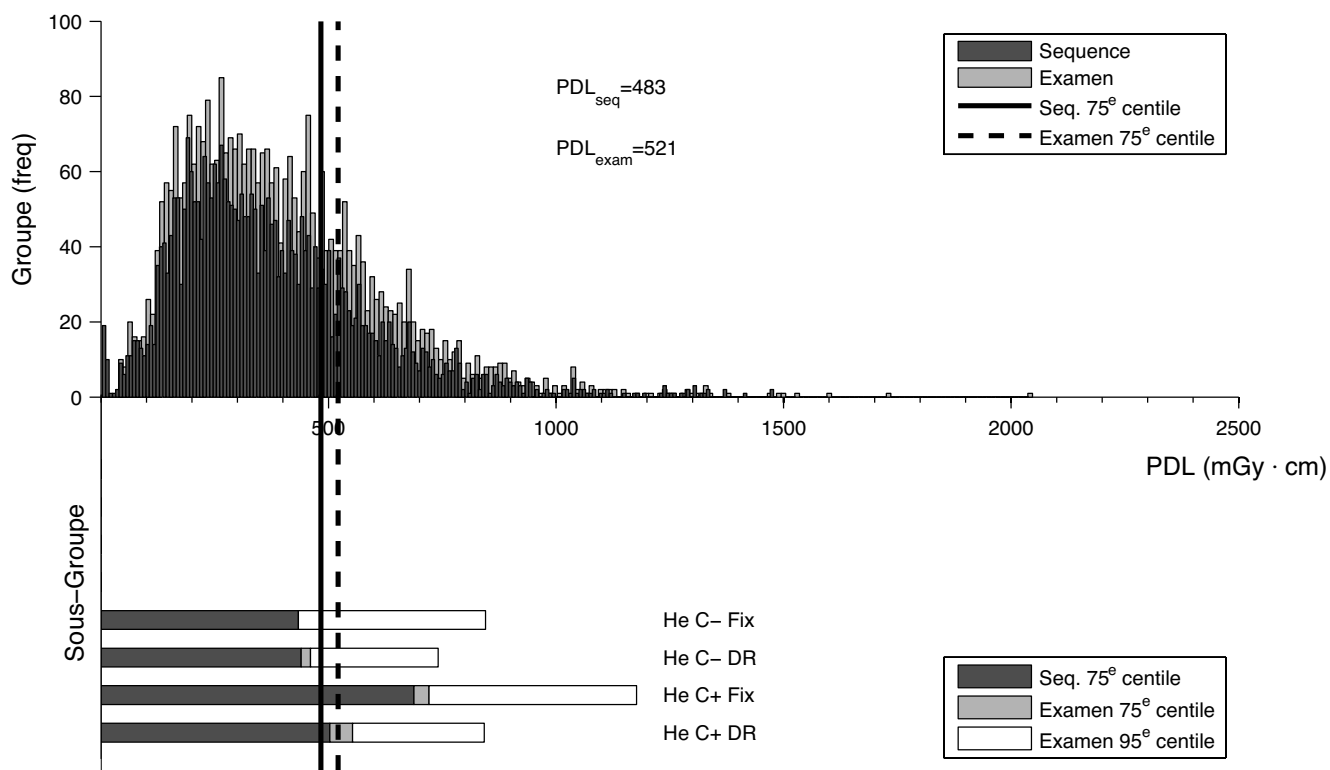 100
80
60
40
20
0
Groupe (freq)
PDL_seq=483
PDL_exam=521
Sequence
Examen
Seq. 75^e centile
Examen 75^e centile
500
1000
1500
2000
2500
PDL (mGy · cm)
Sous-Groupe
He C- Fix
He C- DR
He C+ Fix
He C+ DR
Seq. 75^e centile
Examen 75^e centile
Examen 95^e centile